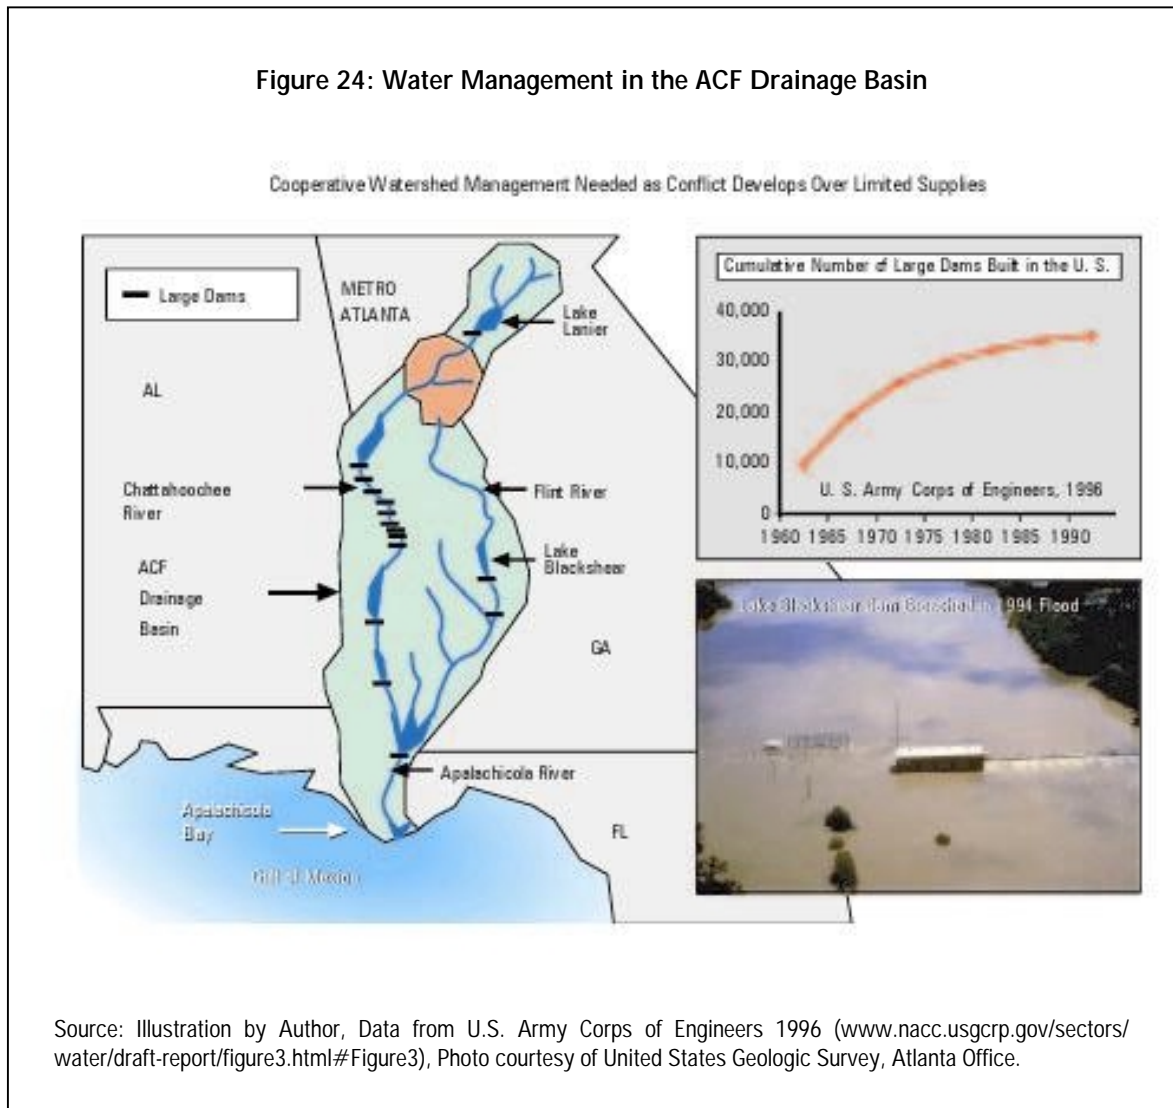 Figure 24: Water Management in the ACF Drainage Basin
Cooperative Watershed Management Needed as Conflict Develops Over Limited Supplies
Large Dams
METRO
ATLANTA
Lake
Lanier
AL
Chattahoochee
River
Flint River
ACF
Drainage
Basin
Lake
Blackshear
GA
Apalachicola River
Apalachicola
Bay
FL
Gulf of Mexico
Cumulative Number of Large Dams Built in the U. S.
40,000
30,000
20,000
10,000
0
U. S. Army Corps of Engineers, 1996
1960 1965 1970 1975 1980 1985 1990
Lake Blackshear dam Breached in 1994 Flood
Source: Illustration by Author, Data from U.S. Army Corps of Engineers 1996 (www.nacc.usgcrp.gov/sectors/
water/draft-report/figure3.html#Figure3), Photo courtesy of United States Geologic Survey, Atlanta Office.